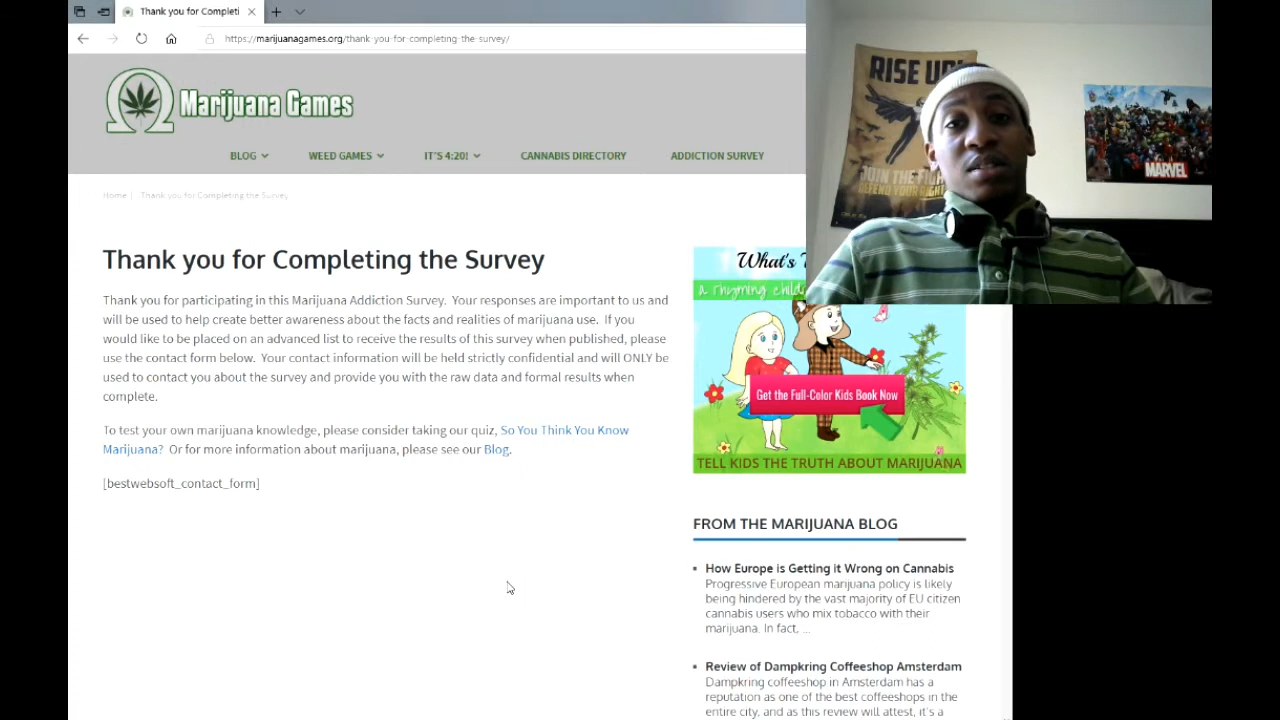 Thank you for Completi
https://marijuanagames.org/thank-you-for-completing-the-survey/
Marijuana Games
BLOG
WEED GAMES
IT'S 4:20!
CANNABIS DIRECTORY
ADDICTION SURVEY
Home | Thank you for Completing the Survey
Thank you for Completing the Survey
Thank you for participating in this Marijuana Addiction Survey. Your responses are important to us and
will be used to help create better awareness about the facts and realities of marijuana use. If you
would like to be placed on an advanced list to receive the results of this survey when published, please
use the contact form below. Your contact information will be held strictly confidential and will ONLY be
used to contact you about the survey and provide you with the raw data and formal results when
complete.
To test your own marijuana knowledge, please consider taking our quiz, So You Think You Know
Marijuana? Or for more information about marijuana, please see our Blog.
[bestwebsoft_contact_form]
RISE UP!
JOIN THE
DEFEND YOUR
MARVEL
What's
a rhyming
Get the Full-Color Kids Book Now
TELL KIDS THE TRUTH ABOUT MARIJUANA
FROM THE MARIJUANA BLOG
How Europe is Getting it Wrong on Cannabis
Progressive European marijuana policy is likely
being hindered by the vast majority of EU citizen
cannabis users who mix tobacco with their
marijuana. In fact, ...
Review of Dampkring Coffeeshop Amsterdam
Dampkring coffeeshop in Amsterdam has a
reputation as one of the best coffeeshops in the
entire city, and as this review will attest, it's a